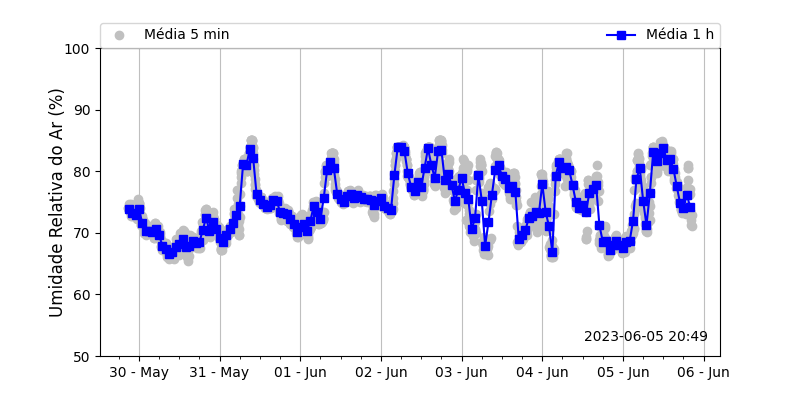 Média 5 min
Média 1 h
Umidade Relativa do Ar (%)
100
90
80
70
60
50
2023-06-05 20:49
30 - May
31 - May
01 - Jun
02 - Jun
03 - Jun
04 - Jun
05 - Jun
06 - Jun